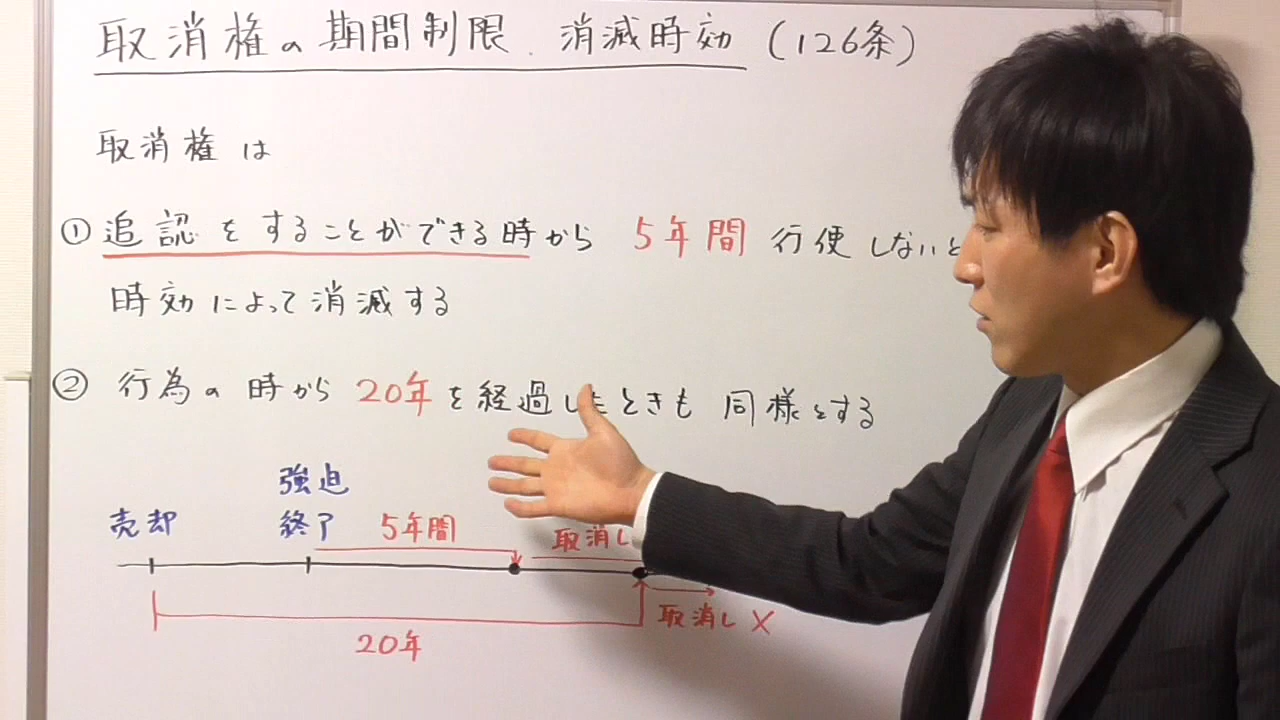 取消権の期間制限.消滅時効(126条)
取消権は
① 追認をすることができる時から 5年間 行使しないと
時効によって消滅する
② 行為の時から 20年を経過したときも 同様とする
強迫
売却 終了 5年間 取消し
取消し ×
20年